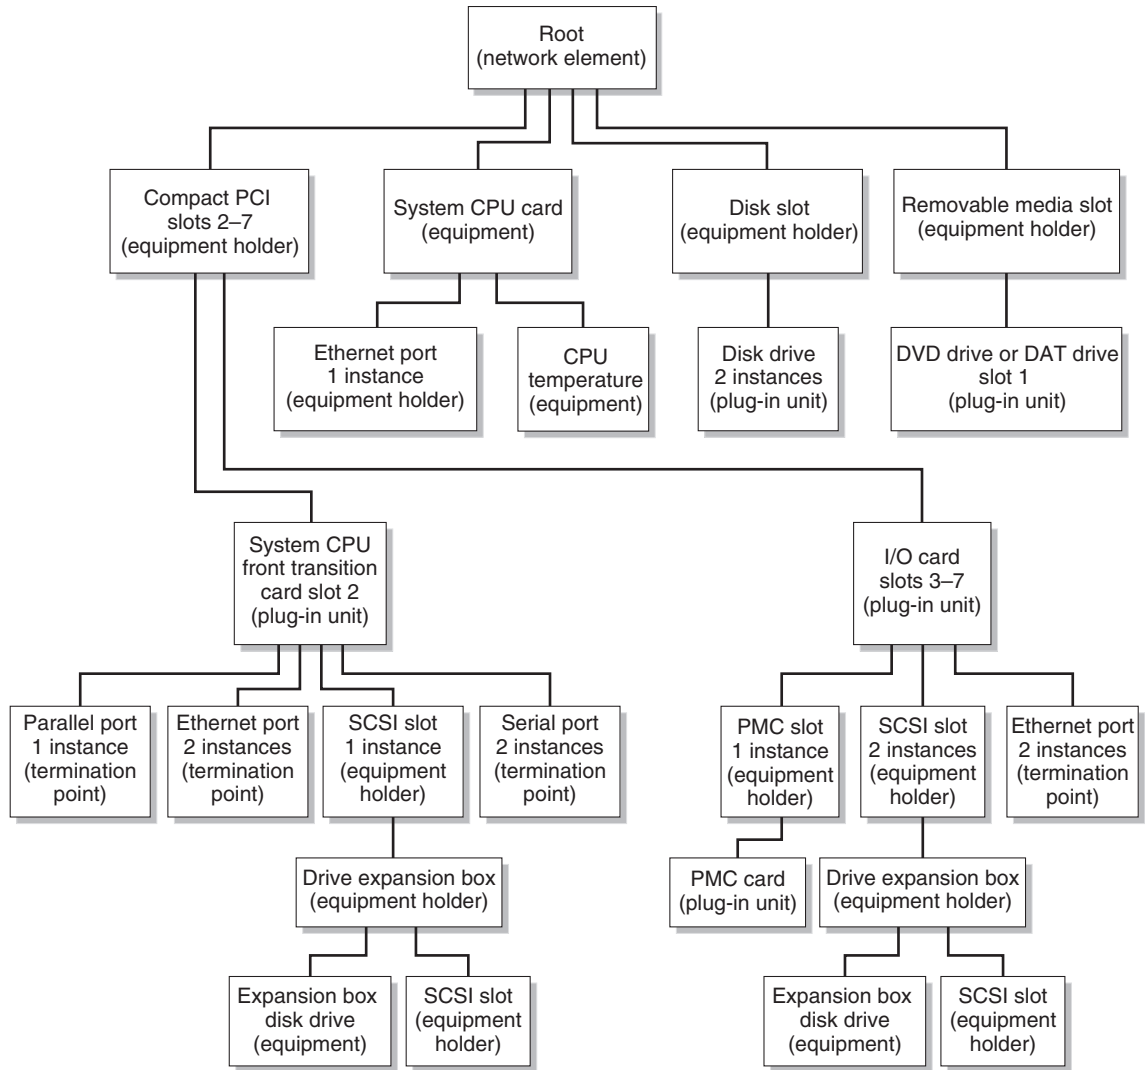 Root
(network element)
Compact PCI
slots 2–7
(equipment holder)
System CPU card
(equipment)
Disk slot
(equipment holder)
Removable media slot
(equipment holder)
Ethernet port
1 instance
(equipment holder)
CPU
temperature
(equipment)
Disk drive
2 instances
(plug-in unit)
DVD drive or DAT drive
slot 1
(plug-in unit)
System CPU
front transition
card slot 2
(plug-in unit)
I/O card
slots 3–7
(plug-in unit)
Parallel port
1 instance
(termination
point)
Ethernet port
2 instances
(termination
point)
SCSI slot
1 instance
(equipment
holder)
Serial port
2 instances
(termination
point)
PMC slot
1 instance
(equipment
holder)
SCSI slot
2 instances
(equipment
holder)
Ethernet port
2 instances
(termination
point)
Drive expansion box
(equipment holder)
PMC card
(plug-in unit)
Drive expansion box
(equipment holder)
Expansion box
disk drive
(equipment)
SCSI slot
(equipment
holder)
Expansion box
disk drive
(equipment)
SCSI slot
(equipment
holder)